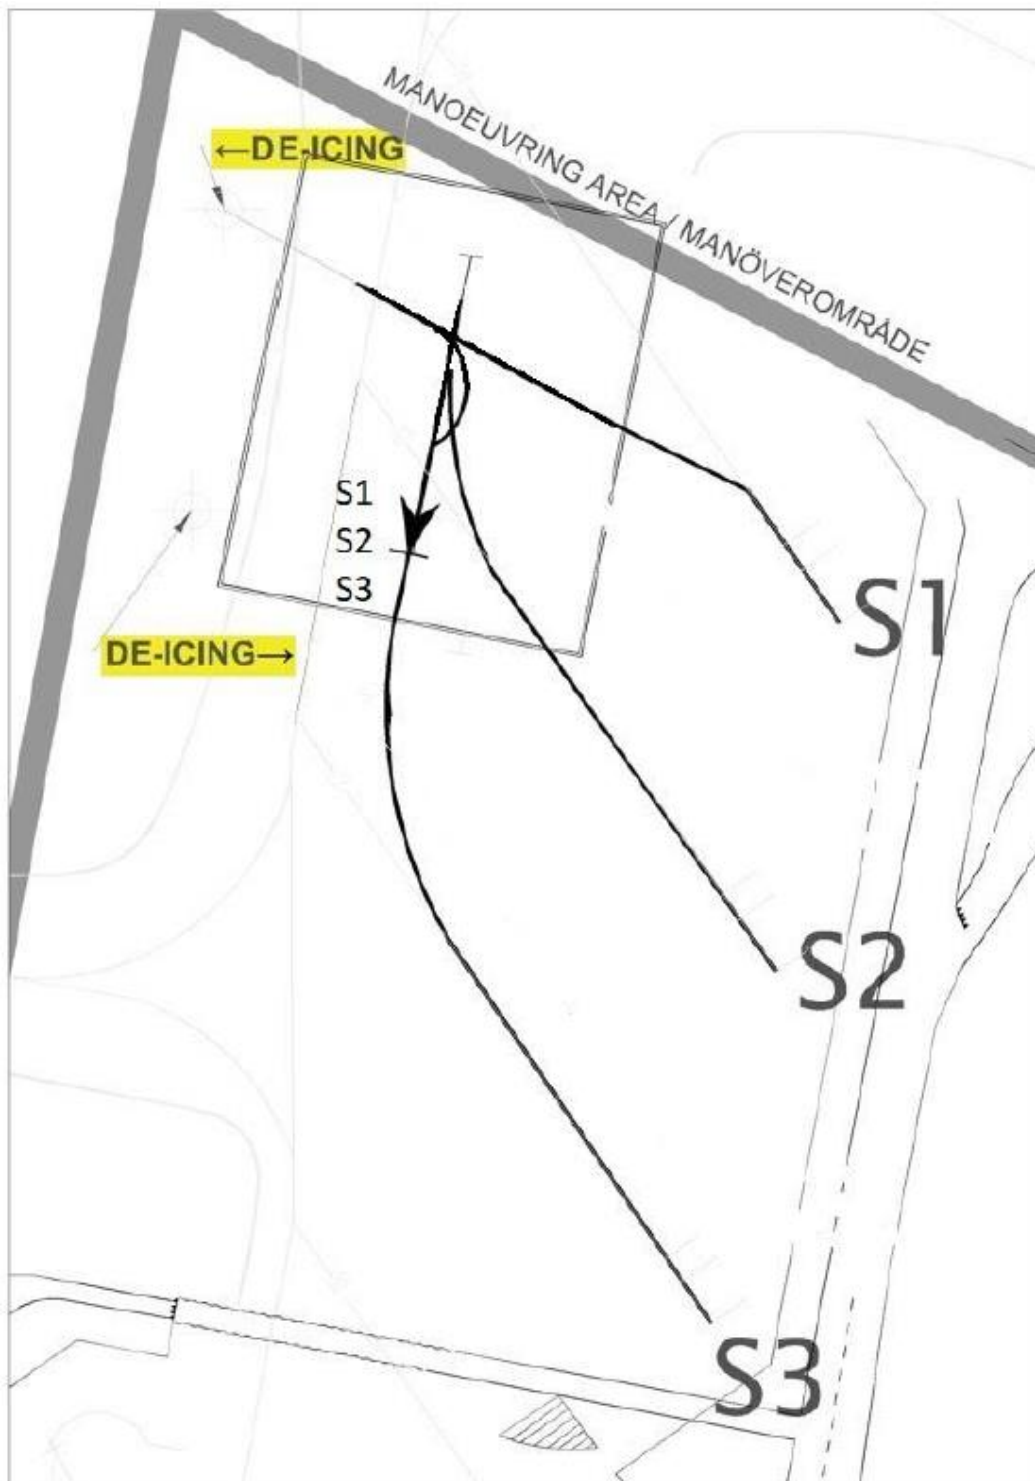 MANOEUVRING AREA / MANÖVEROMRÅDE
←DE-ICING
S1
S2
S3
DE-ICING→
S1
S2
S3